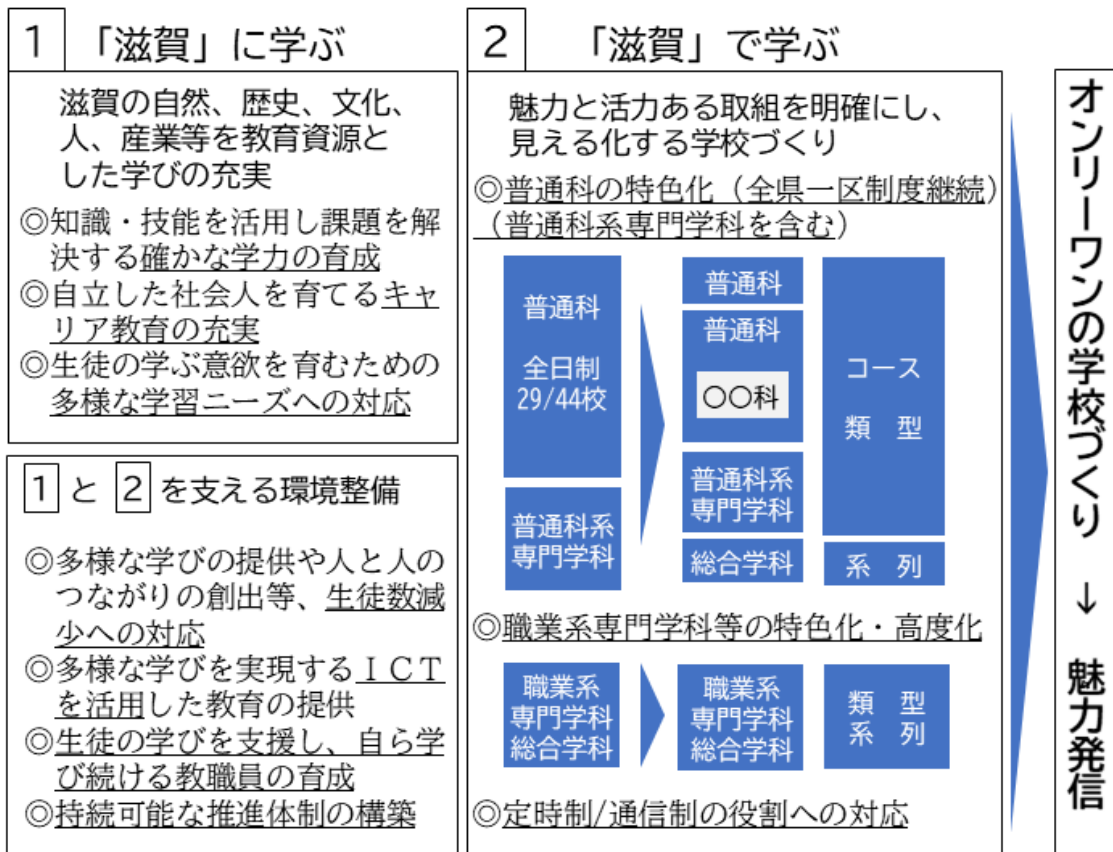 1 「滋賀」に学ぶ
滋賀の自然、歴史、文化、
人、産業等を教育資源と
した学びの充実
◎知識・技能を活用し課題を解
決する確かな学力の育成
◎自立した社会人を育てるキャ
リア教育の充実
◎生徒の学ぶ意欲を育むための
多様な学習ニーズへの対応
1 と 2 を支える環境整備
◎多様な学びの提供や人と人の
つながりの創出等、生徒数減
少への対応
◎多様な学びを実現するＩＣＴ
を活用した教育の提供
◎生徒の学びを支援し、自ら学
び続ける教職員の育成
◎持続可能な推進体制の構築
2 「滋賀」で学ぶ
魅力と活力ある取組を明確にし、
見える化する学校づくり
◎普通科の特色化（全県一区制度継続）
（普通科系専門学科を含む）
普通科
全日制
29/44校
普通科系
専門学科
普通科
普通科
〇〇科
普通科系
専門学科
総合学科
コース
類　型
系　列
◎職業系専門学科等の特色化・高度化
職業系
専門学科
総合学科
職業系
専門学科
総合学科
類　型
系　列
◎定時制/通信制の役割への対応
オンリーワンの学校づくり　↓　魅力発信